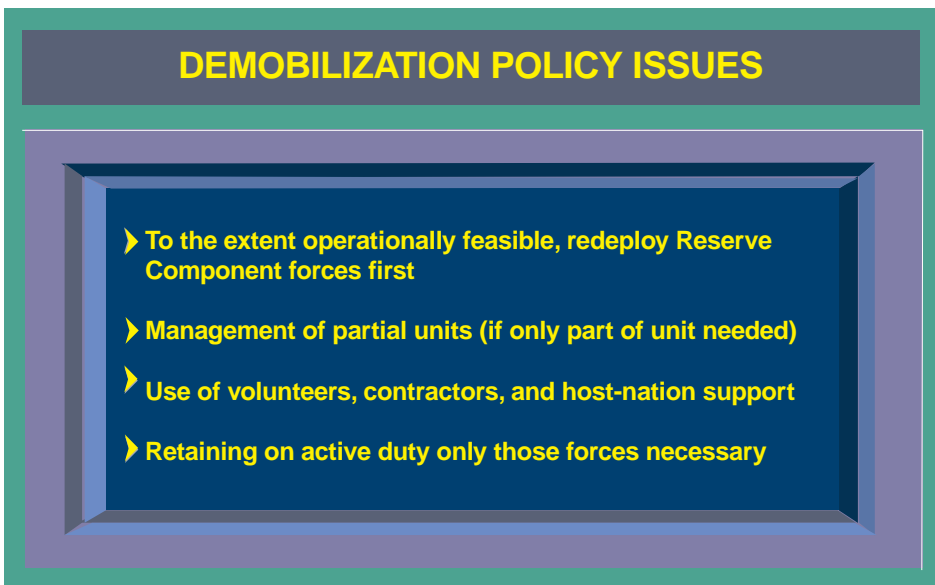 DEMOBILIZATION POLICY ISSUES
To the extent operationally feasible, redeploy Reserve
Component forces first
Management of partial units (if only part of unit needed)
Use of volunteers, contractors, and host-nation support
Retaining on active duty only those forces necessary